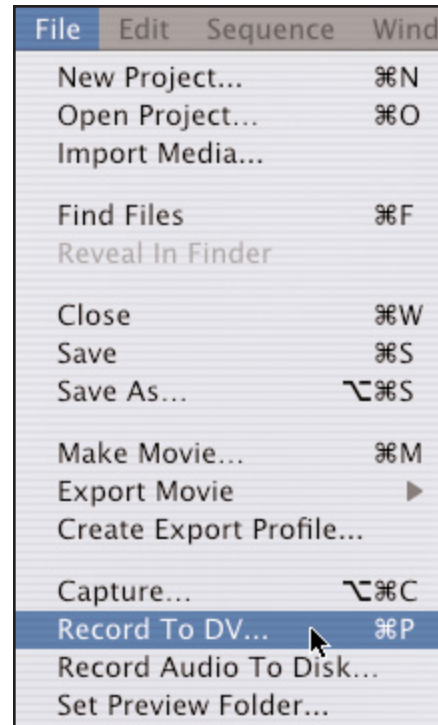 File Edit Sequence Wind
New Project... ⌘N
Open Project... ⌘O
Import Media...
Find Files ⌘F
Reveal In Finder
Close ⌘W
Save ⌘S
Save As... ⌥⌘S
Make Movie... ⌘M
Export Movie ▶
Create Export Profile...
Capture... ⌥⌘C
Record To DV... ⌘P
Record Audio To Disk...
Set Preview Folder...